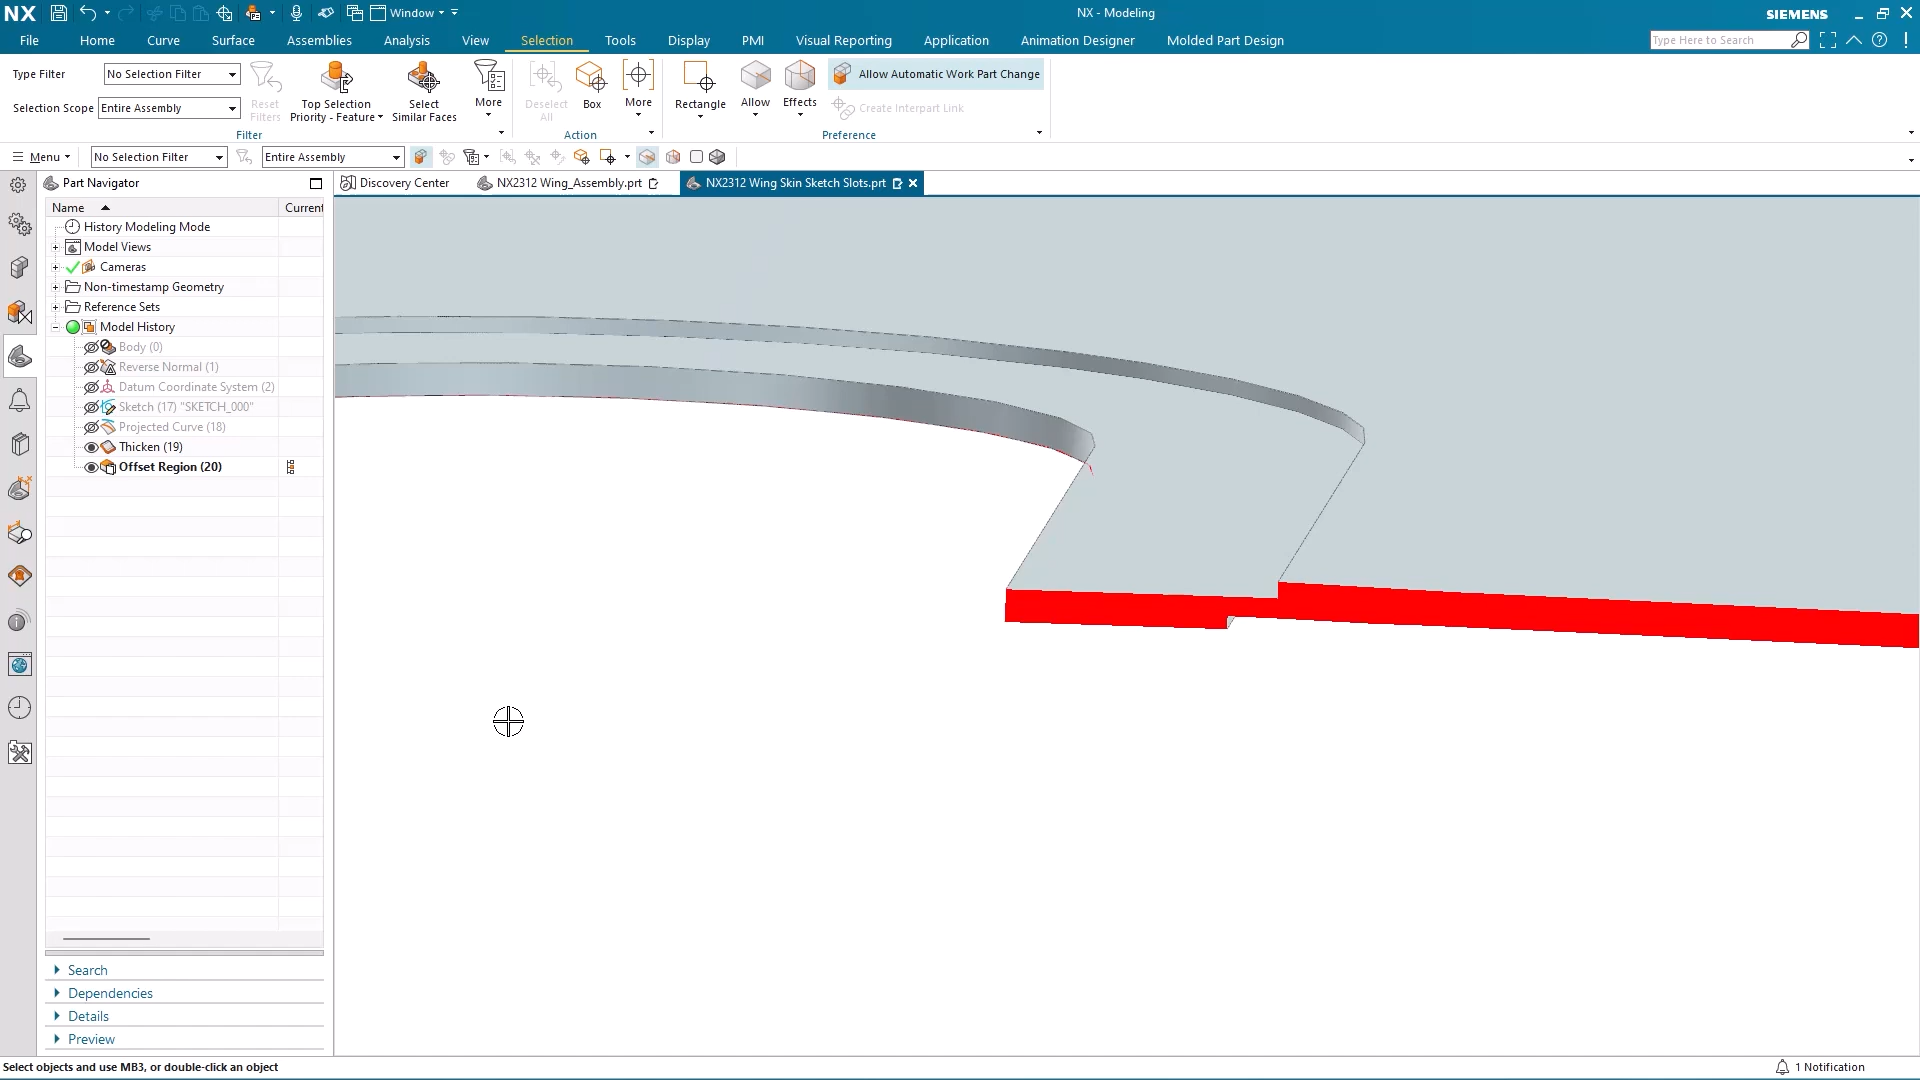 NX
Window
NX - Modeling
SIEMENS
File
Home
Curve
Surface
Assemblies
Analysis
View
Selection
Tools
Display
PMI
Visual Reporting
Application
Animation Designer
Molded Part Design
Type Here to Search
Type Filter
No Selection Filter
Selection Scope
Entire Assembly
Reset
Filters
Top Selection
Priority - Feature
Select
Similar Faces
More
Filter
Deselect
All
Box
More
Action
Rectangle
Allow
Effects
Allow Automatic Work Part Change
Create Interpart Link
Preference
Menu
No Selection Filter
Entire Assembly
Part Navigator
Discovery Center
NX2312 Wing_Assembly.prt
NX2312 Wing Skin Sketch Slots.prt
Name
Current
History Modeling Mode
Model Views
Cameras
Non-timestamp Geometry
Reference Sets
Model History
Body (0)
Reverse Normal (1)
Datum Coordinate System (2)
Sketch (17) "SKETCH_000"
Projected Curve (18)
Thicken (19)
Offset Region (20)
Search
Dependencies
Details
Preview
Select objects and use MB3, or double-click an object
1 Notification